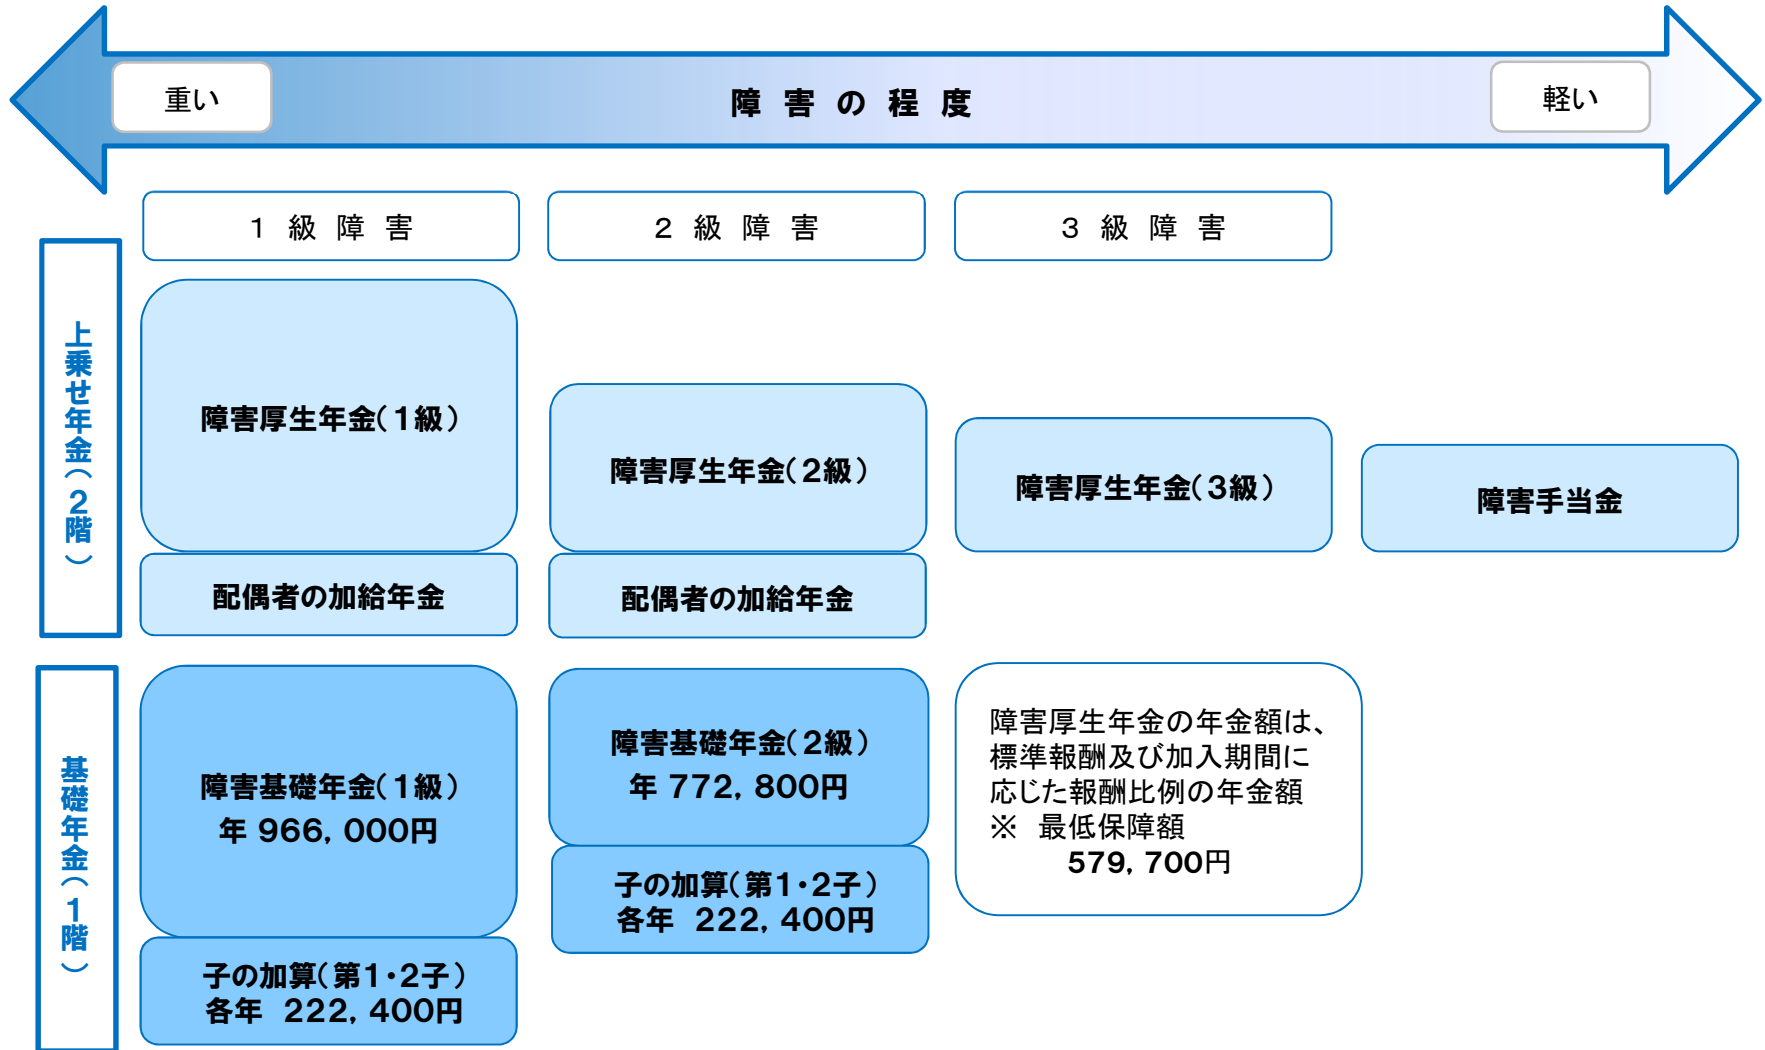 重い
障害の程度
軽い
1級障害
2級障害
3級障害
上乗せ年金(2階)
障害厚生年金(1級)
障害厚生年金(2級)
障害厚生年金(3級)
障害手当金
配偶者の加給年金
配偶者の加給年金
基礎年金(1階)
障害基礎年金(1級)
年 966,000円
子の加算(第1・2子)
各年 222,400円
障害基礎年金(2級)
年 772,800円
子の加算(第1・2子)
各年 222,400円
障害厚生年金の年金額は、
標準報酬及び加入期間に
応じた報酬比例の年金額
※ 最低保障額
579,700円